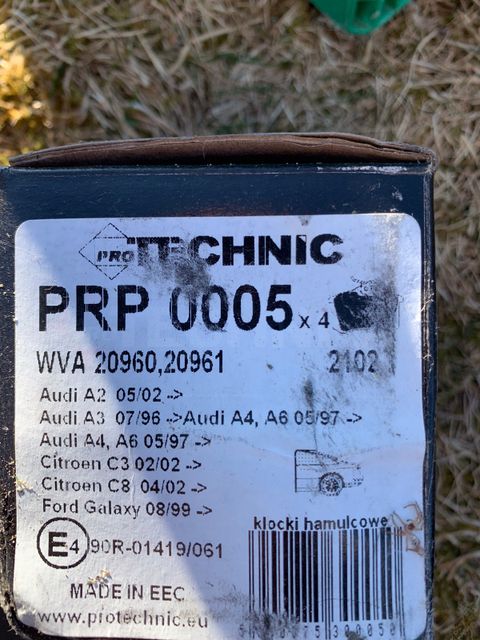 PRO TECHNIC
PRP 0005 x 4
WVA 20960,20961 2102
Audi A2 05/02 ->
Audi A3 07/96 ->Audi A4, A6 05/97->
Audi A4, A6 05/97->
Citroen C3 02/02 ->
Citroen C8 04/02 ->
Ford Galaxy 08/99 ->
klocki hamulcowe
E4 90R-01419/061
MADE IN EEC
www.protechnic.eu